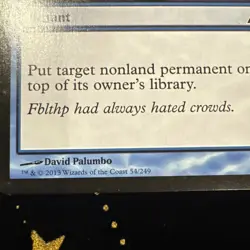 Put target nonland permanent on
top of its owner's library.
Fblthp had always hated crowds.
David Palumbo
™ & © 2013 Wizards of the Coast 54/249